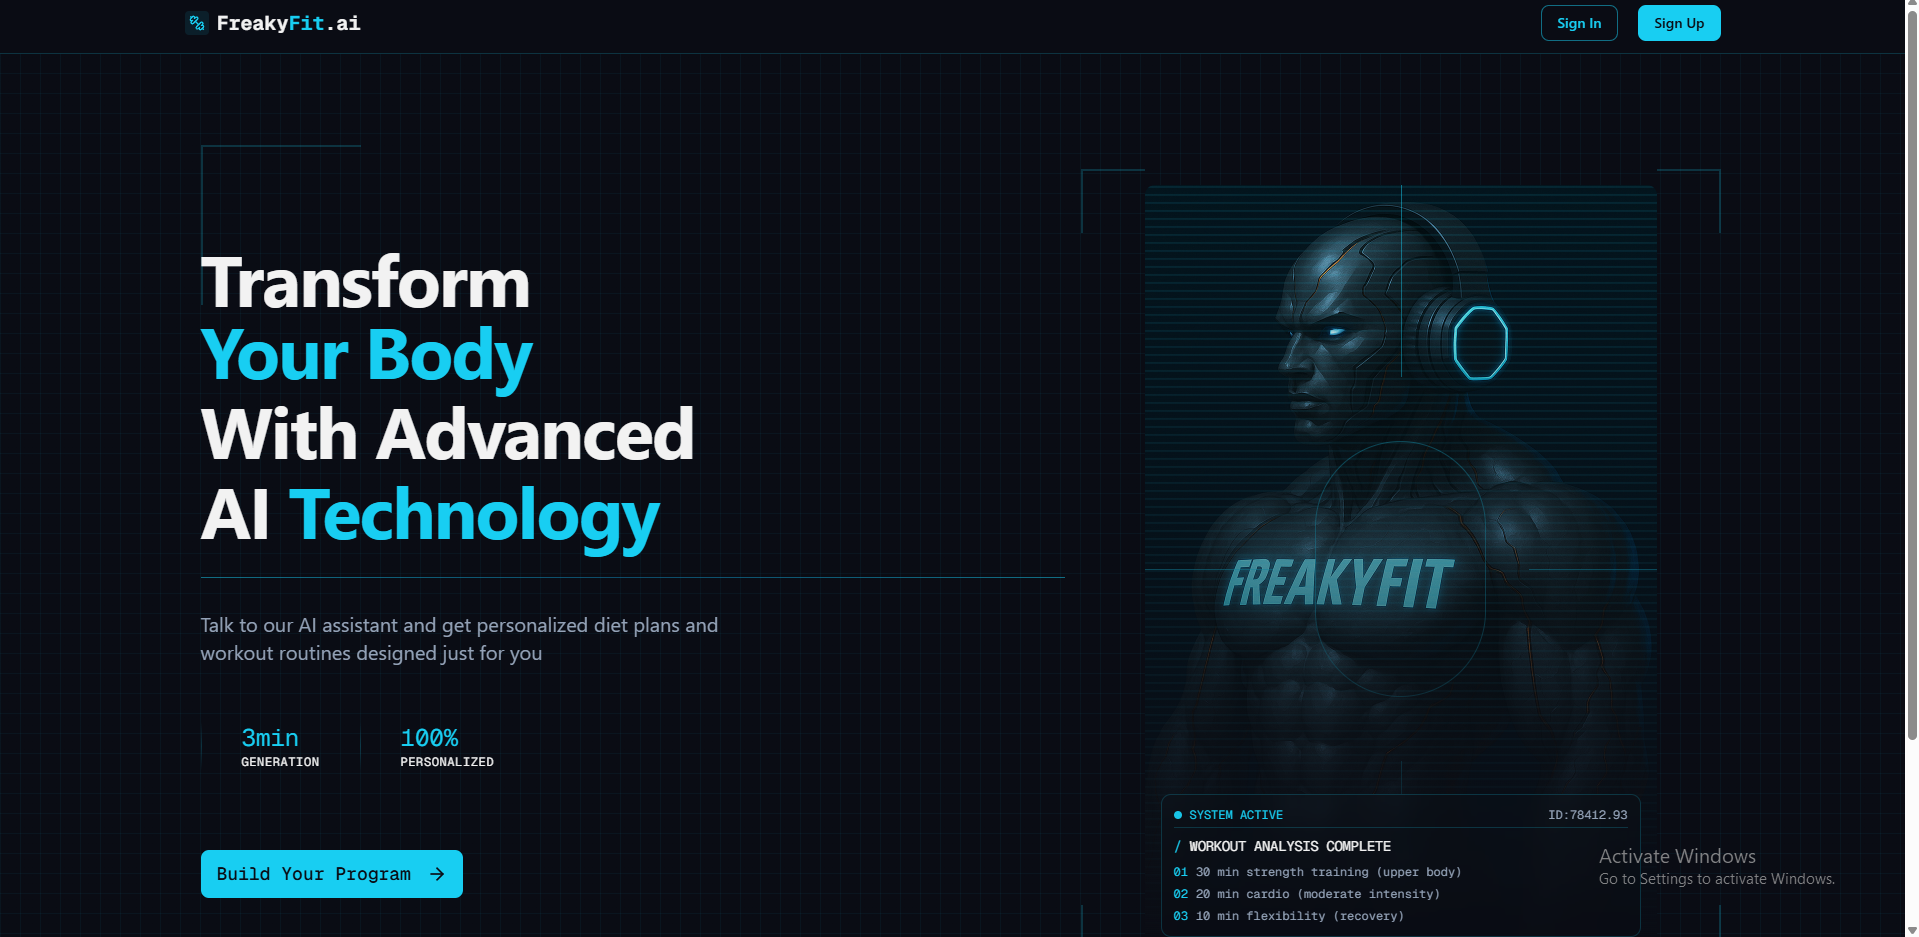 FreakyFit.ai
Sign In
Sign Up
Transform
Your Body
With Advanced
AI Technology
Talk to our AI assistant and get personalized diet plans and
workout routines designed just for you
3min
GENERATION
100%
PERSONALIZED
Build Your Program
FREAKYFIT
SYSTEM ACTIVE
ID:78412.93
/ WORKOUT ANALYSIS COMPLETE
01 30 min strength training (upper body)
02 20 min cardio (moderate intensity)
03 10 min flexibility (recovery)
Activate Windows
Go to Settings to activate Windows.